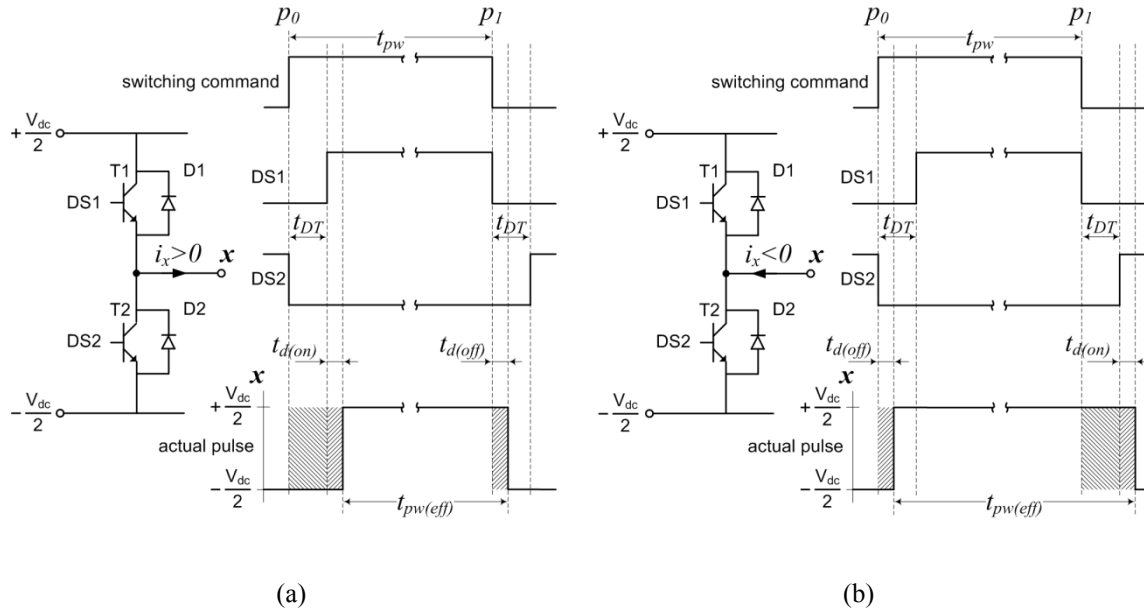 p0 p1
tpw
switching command
+ Vdc/2
T1 D1
DS1
DS1
tDT tDT
ix>0 x
DS2
T2 D2
DS2
td(on) td(off)
x
− Vdc/2
+ Vdc/2
actual pulse
− Vdc/2
tpw(eff)
(a)
p0 p1
tpw
switching command
+ Vdc/2
T1 D1
DS1
DS1
tDT tDT
ix<0 x
DS2
T2 D2
DS2
td(off) td(on)
x
− Vdc/2
+ Vdc/2
actual pulse
− Vdc/2
tpw(eff)
(b)